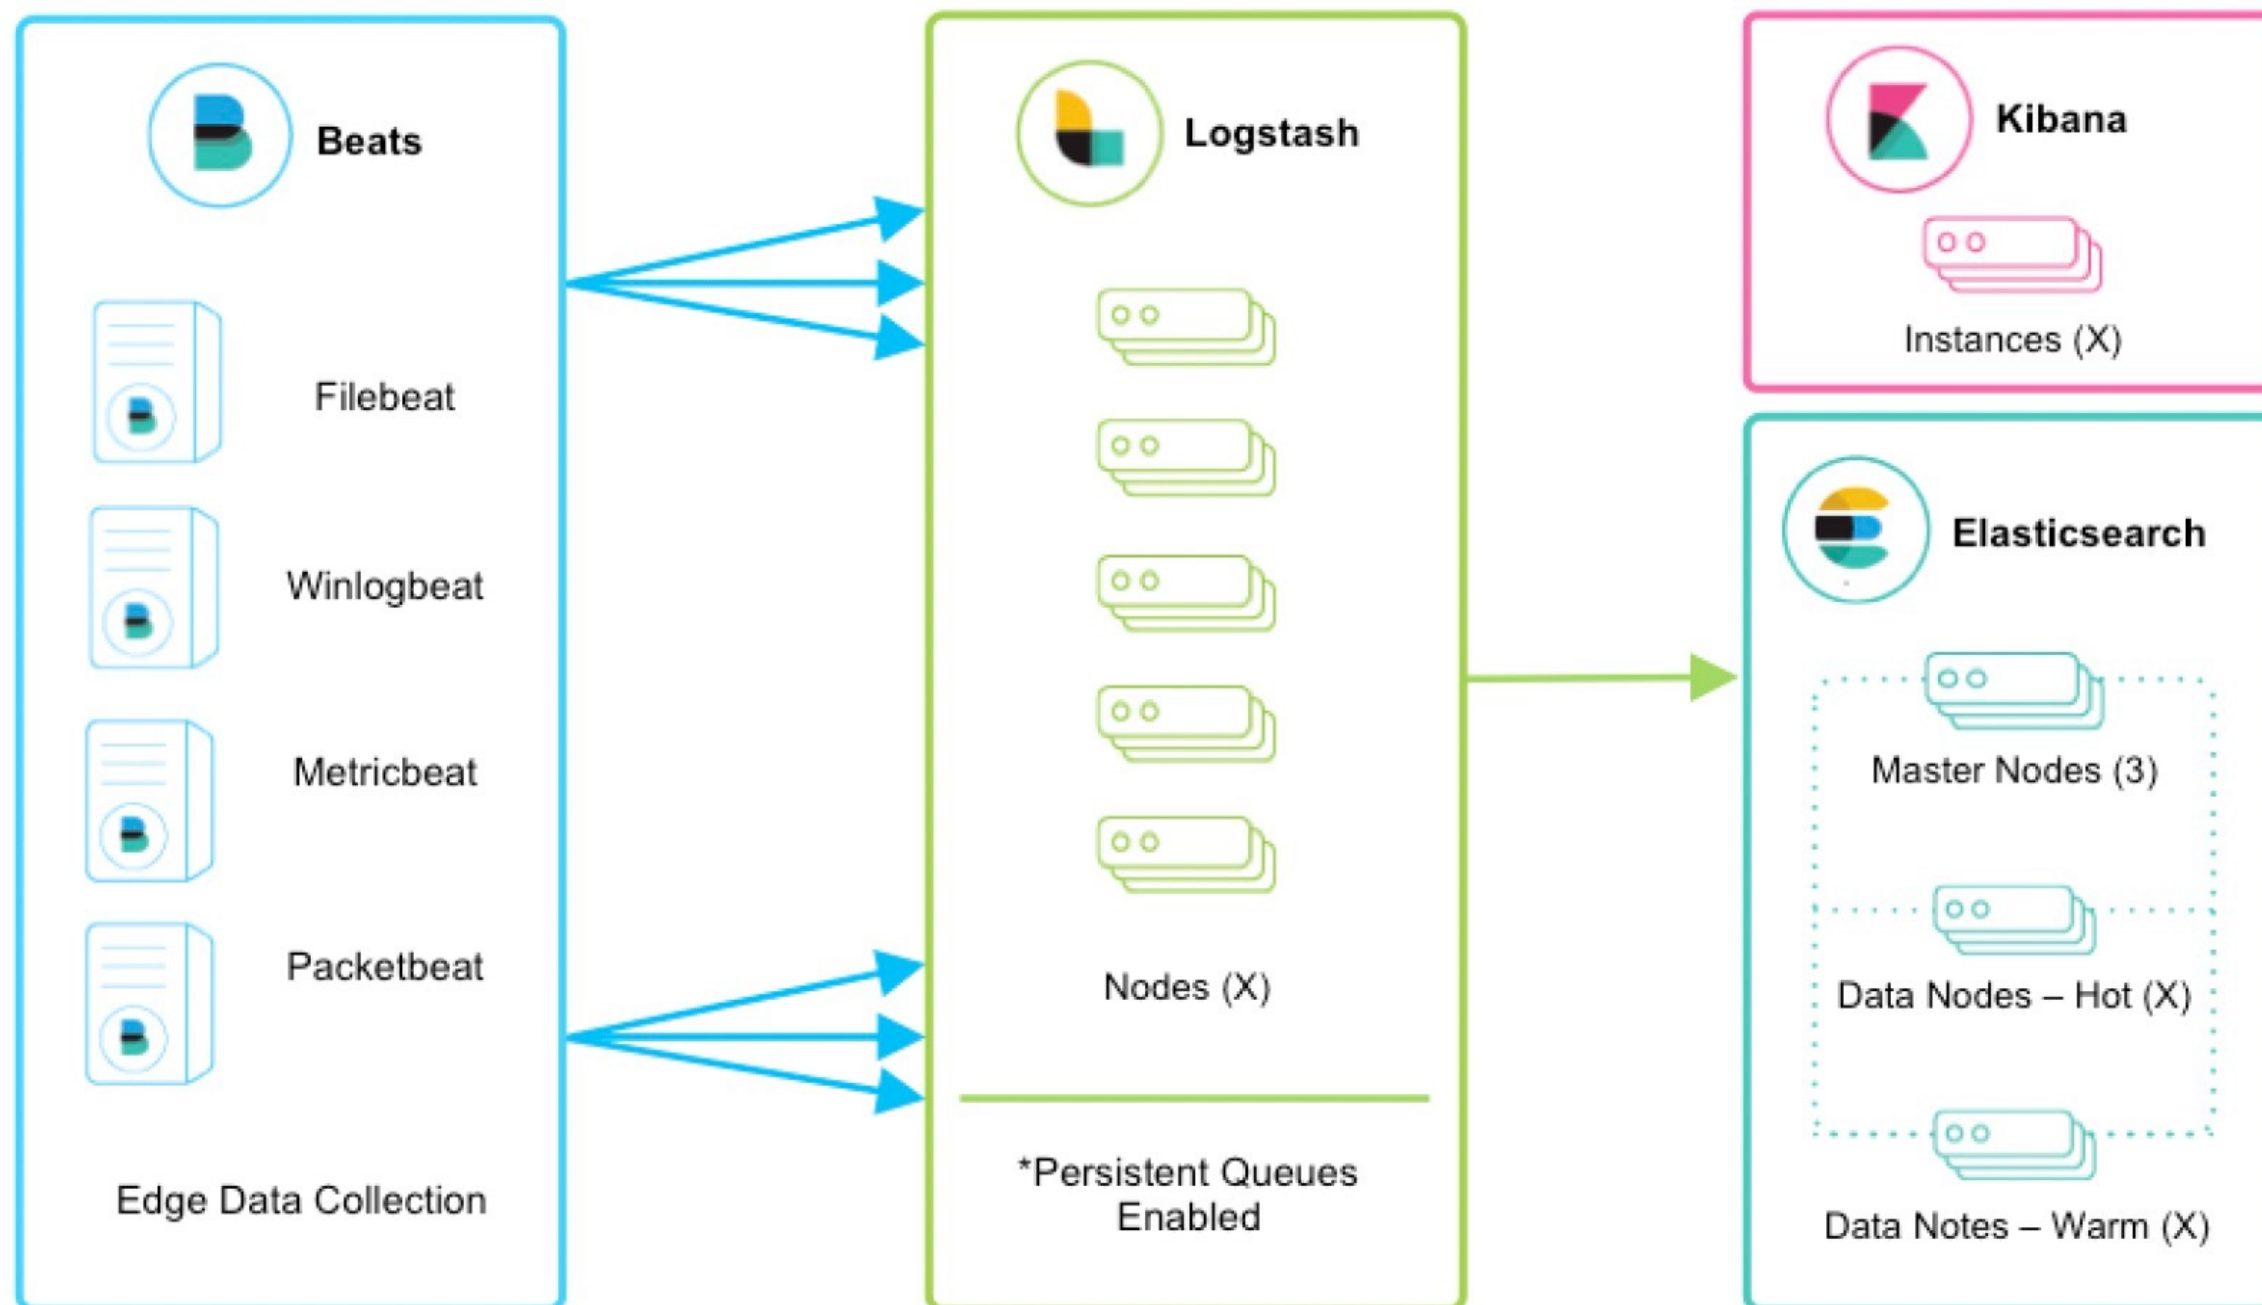 Beats
Filebeat
Winlogbeat
Metricbeat
Packetbeat
Edge Data Collection
Logstash
Nodes (X)
*Persistent Queues
Enabled
Kibana
Instances (X)
Elasticsearch
Master Nodes (3)
Data Nodes – Hot (X)
Data Notes – Warm (X)